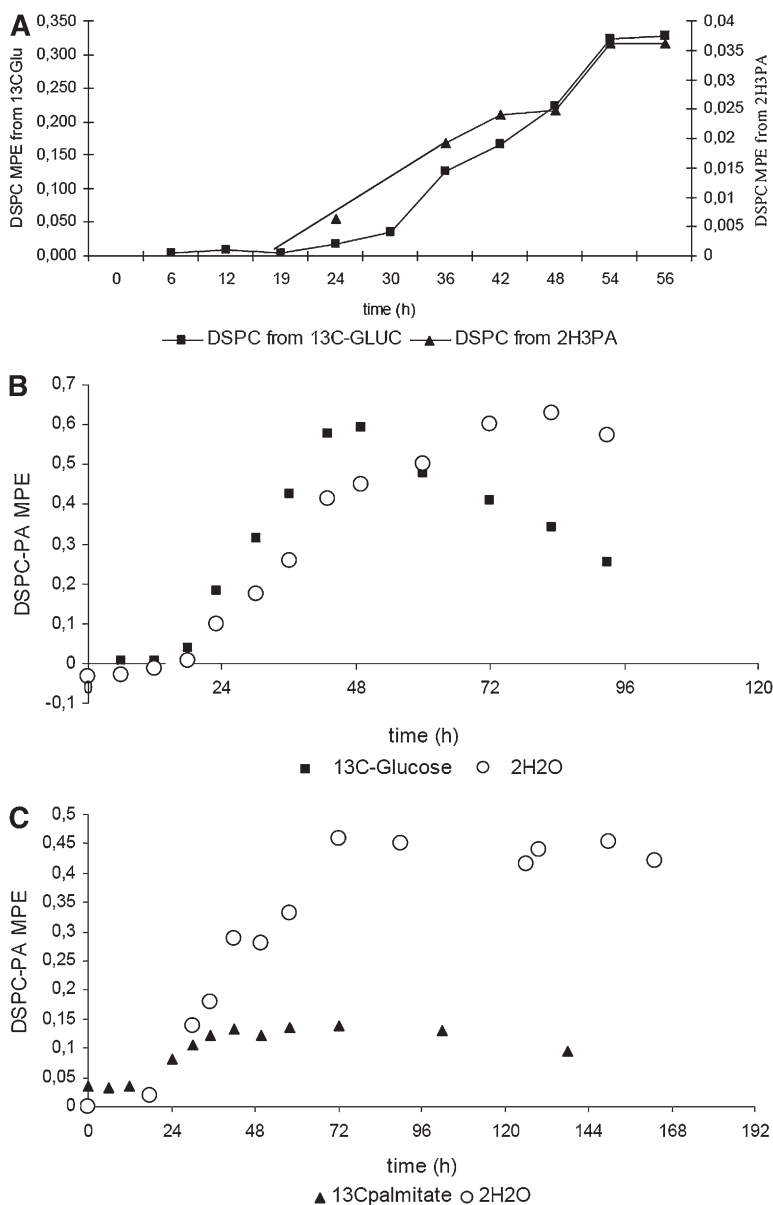 A
DSPC MPE from 13CGlu
0,350
0,300
0,250
0,200
0,150
0,100
0,050
0,000
0,04
0,035
0,03
0,025
0,02
0,015
0,01
0,005
0
DSPC MPE from 2H3PA
0 6 12 19 24 30 36 42 48 54 56
time (h)
DSPC from 13C-GLUC DSPC from 2H3PA
B
DSPC-PA MPE
0,7
0,6
0,5
0,4
0,3
0,2
0,1
0
-0,1
0 24 48 72 96 120
time (h)
13C-Glucose 2H2O
C
DSPC-PA MPE
0,5
0,45
0,4
0,35
0,3
0,25
0,2
0,15
0,1
0,05
0
0 24 48 72 96 120 144 168 192
time (h)
13Cpalmitate 2H2O